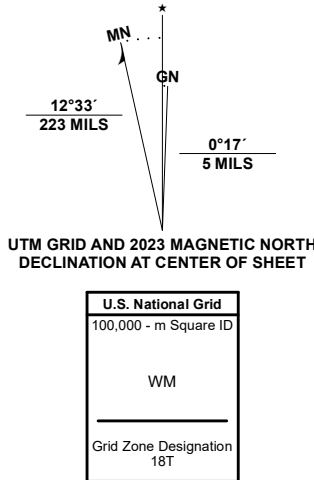 ★
MN
GN
12°33´
223 MILS
0°17´
5 MILS
UTM GRID AND 2023 MAGNETIC NORTH
DECLINATION AT CENTER OF SHEET
U.S. National Grid
100,000 - m Square ID
WM
Grid Zone Designation
18T